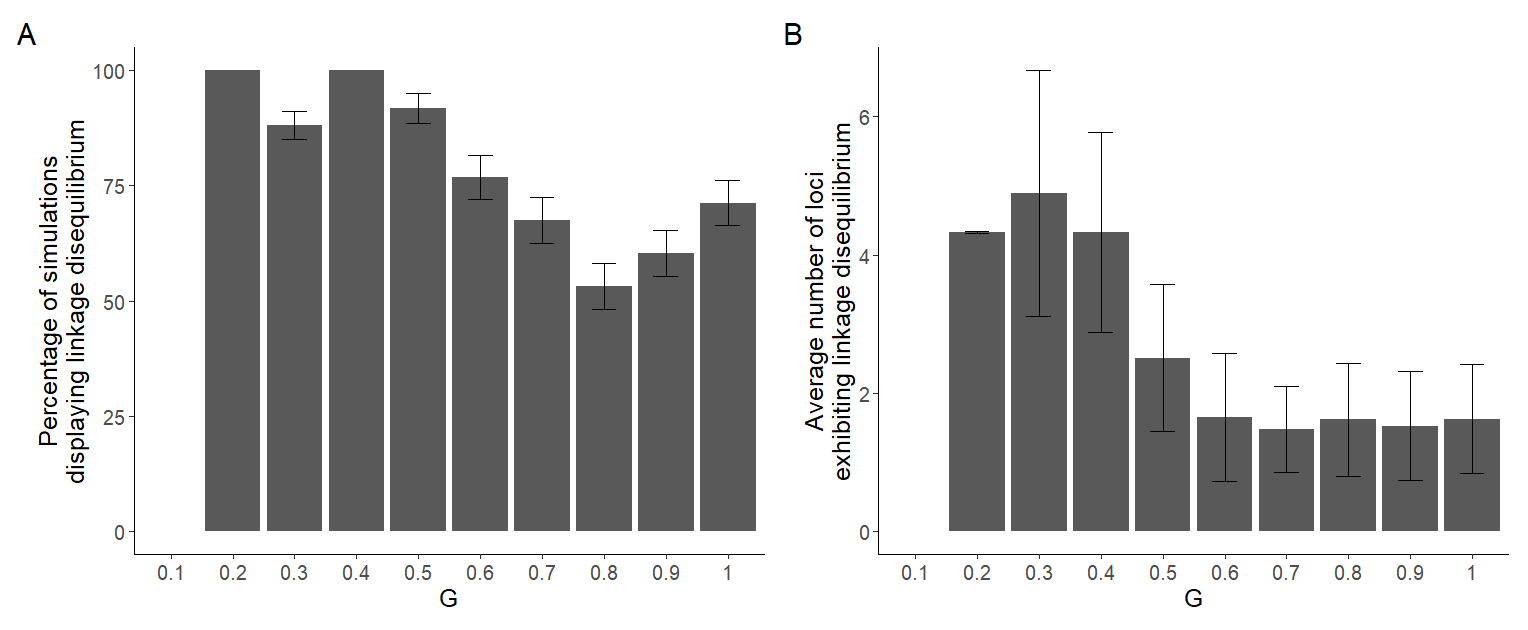 A
Percentage of simulations
displaying linkage disequilibrium
100
75
50
25
0
0.1 0.2 0.3 0.4 0.5 0.6 0.7 0.8 0.9 1
G
B
Average number of loci
exhibiting linkage disequilibrium
6
4
2
0
0.1 0.2 0.3 0.4 0.5 0.6 0.7 0.8 0.9 1
G